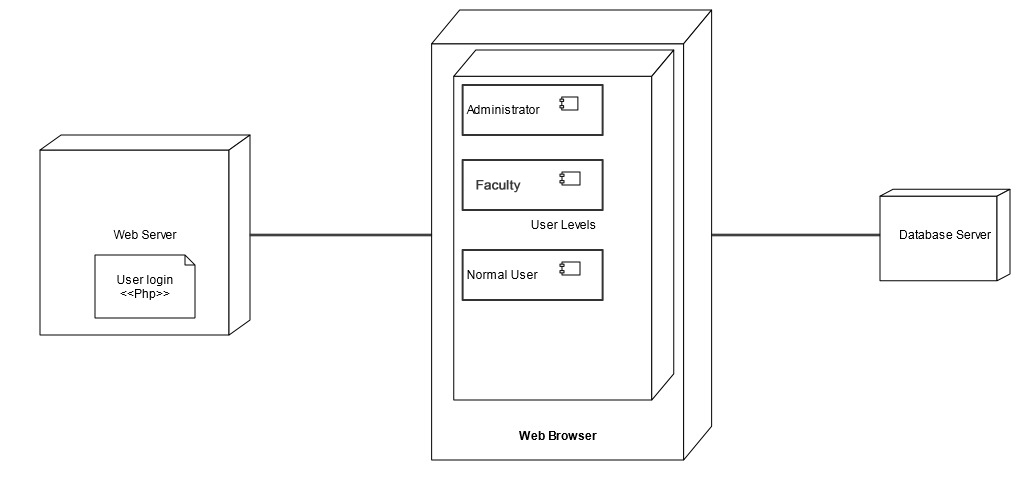 Administrator
Faculty
User Levels
Normal User
Web Browser
Web Server
User login
<<Php>>
Database Server